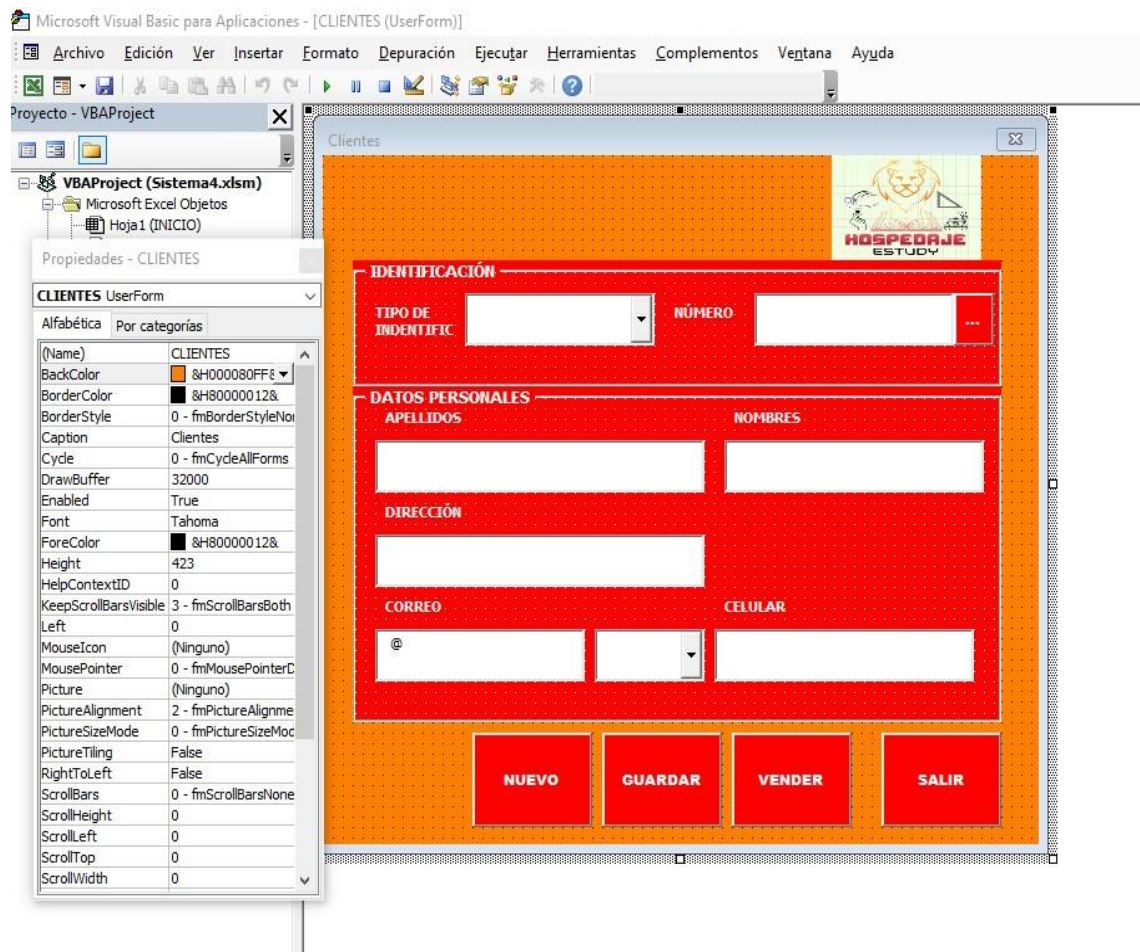 Microsoft Visual Basic para Aplicaciones - [CLIENTES (UserForm)]
Archivo Edición Ver Insertar Formato Depuración Ejecutar Herramientas Complementos Ventana Ayuda
Proyecto - VBAProject
VBAProject (Sistema4.xlsm)
Microsoft Excel Objetos
Hoja1 (INICIO)
Propiedades - CLIENTES
CLIENTES UserForm
Alfabética Por categorías
(Name) CLIENTES
BackColor &H000080FF&
BorderColor &H80000012&
BorderStyle 0 - fmBorderStyleNon
Caption Clientes
Cycle 0 - fmCycleAllForms
DrawBuffer 32000
Enabled True
Font Tahoma
ForeColor &H80000012&
Height 423
HelpContextID 0
KeepScrollBarsVisible 3 - fmScrollBarsBoth
Left 0
MouseIcon (Ninguno)
MousePointer 0 - fmMousePointerD
Picture (Ninguno)
PictureAlignment 2 - fmPictureAlignme
PictureSizeMode 0 - fmPictureSizeMod
PictureTiling False
RightToLeft False
ScrollBars 0 - fmScrollBarsNone
ScrollHeight 0
ScrollLeft 0
ScrollTop 0
ScrollWidth 0
Clientes
HOSPEDAJE
ESTUDY
IDENTIFICACIÓN
TIPO DE
INDENTIFIC
NÚMERO
...
DATOS PERSONALES
APELLIDOS
NOMBRES
DIRECCIÓN
CORREO
CELULAR
@
NUEVO
GUARDAR
VENDER
SALIR